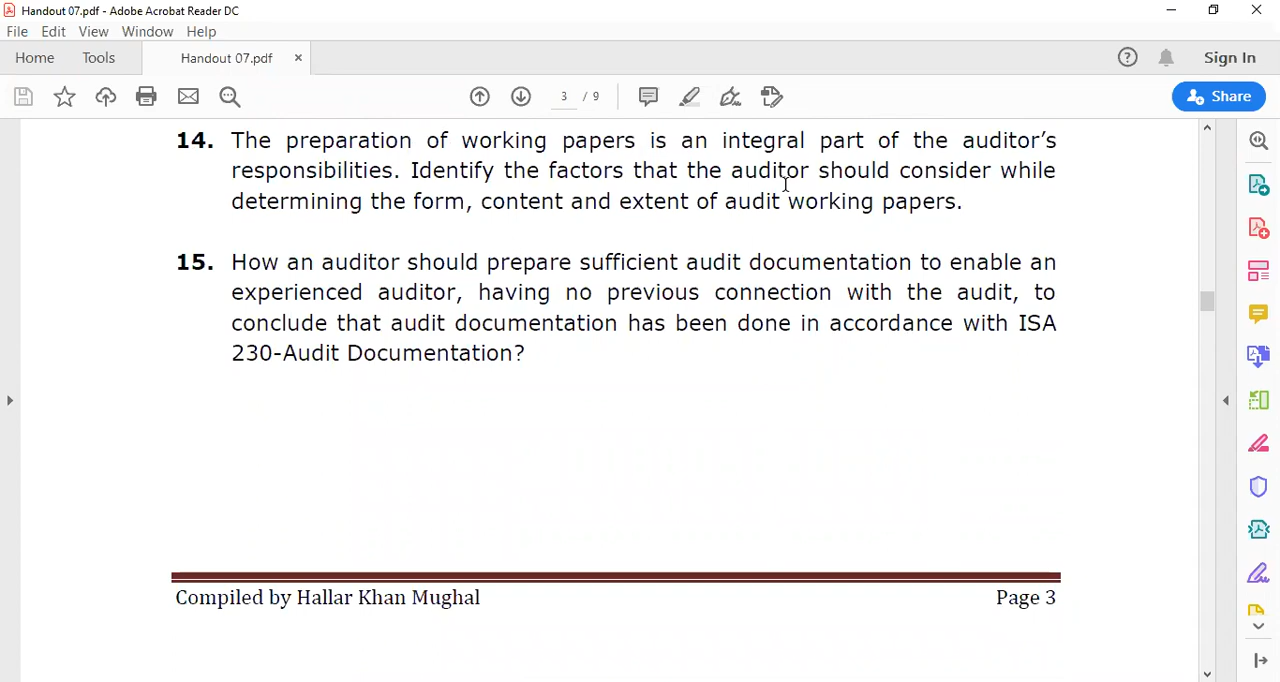 Handout 07.pdf - Adobe Acrobat Reader DC
File Edit View Window Help
Home Tools Handout 07.pdf × Sign In
3 / 9 Share
14. The preparation of working papers is an integral part of the auditor's
responsibilities. Identify the factors that the auditor should consider while
determining the form, content and extent of audit working papers.
15. How an auditor should prepare sufficient audit documentation to enable an
experienced auditor, having no previous connection with the audit, to
conclude that audit documentation has been done in accordance with ISA
230-Audit Documentation?
Compiled by Hallar Khan Mughal Page 3